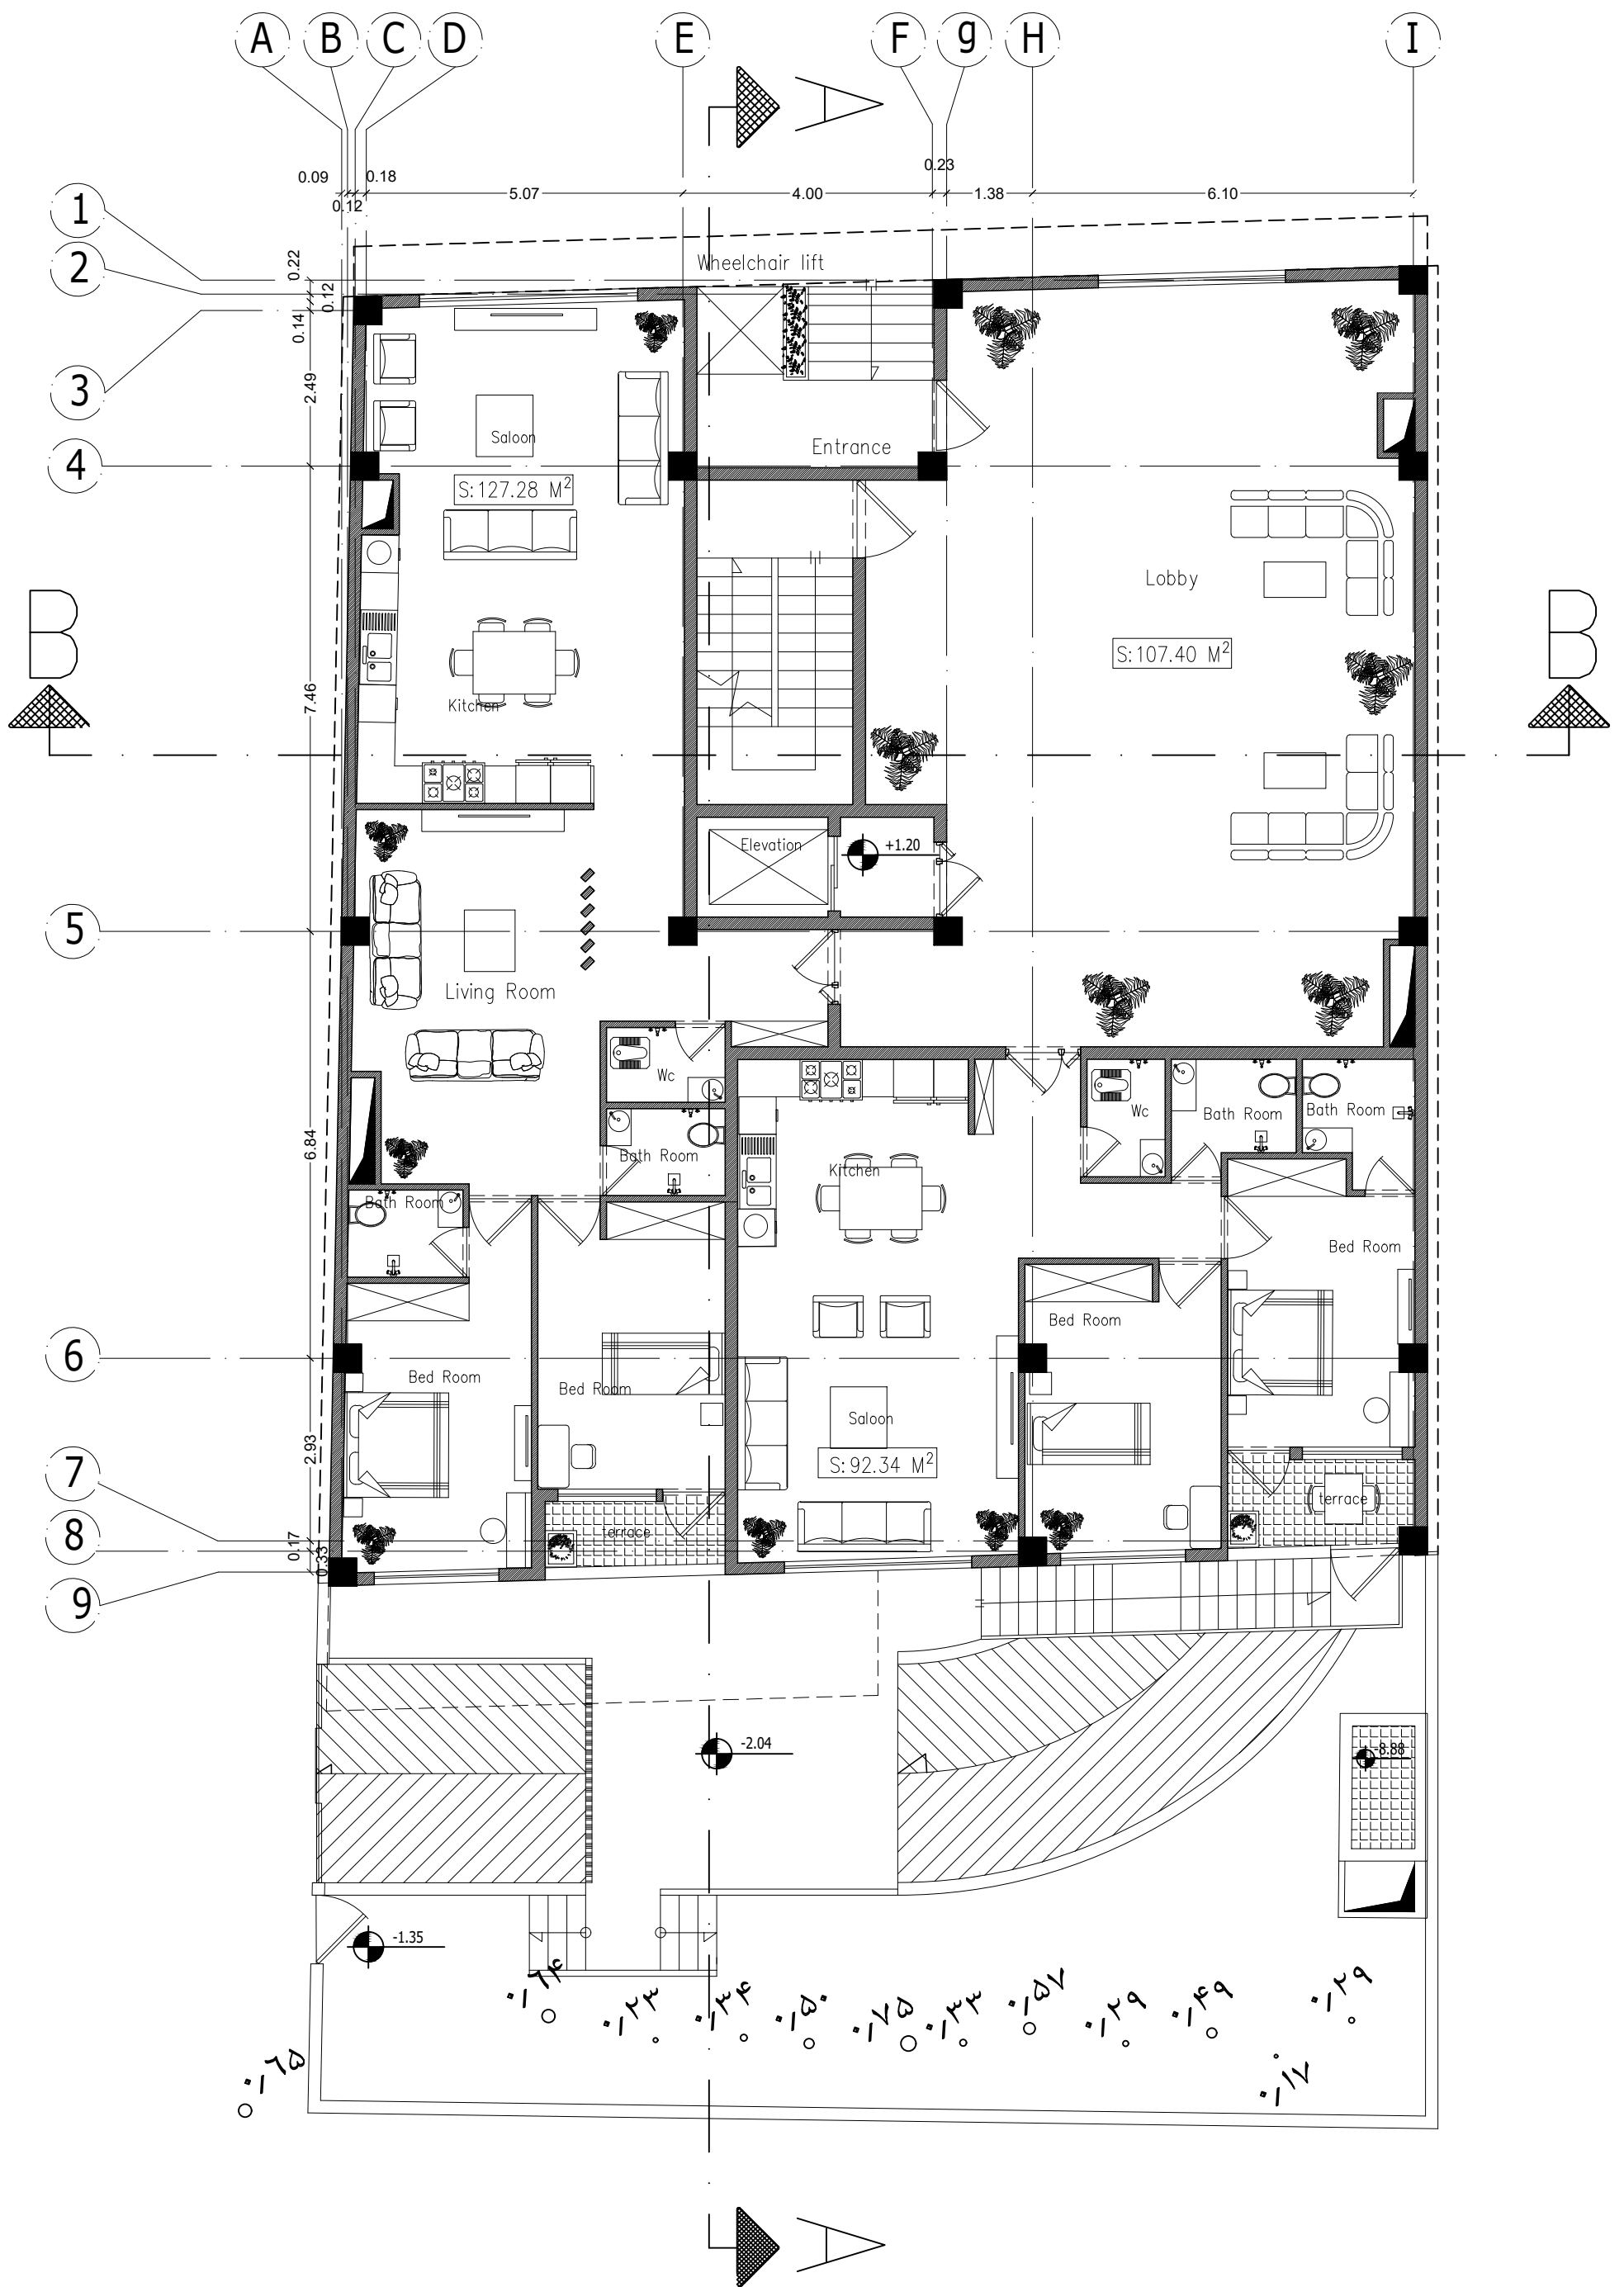 A B C D E F g H I
A
0.09 0.12 0.18 5.07 4.00 0.23 1.38 6.10
1
2
3
4
5
6
7
8
9
0.22
0.12
0.14
2.49
7.46
6.84
2.93
0.17
0.33
Wheelchair lift
Saloon
Entrance
S:127.28 M²
Lobby
B
B
S:107.40 M²
Kitchen
Elevation
+1.20
Living Room
Wc
Bath Room
Bath Room
Kitchen
Wc
Bath Room
Bath Room
Bed Room
Bed Room
Bed Room
Bed Room
Saloon
S:92.34 M²
terrace
terrace
-2.04
-8.88
-1.35
۰/۶۴
۰/۲۳
۰/۳۴
۰/۵۰
۰/۷۵
۰/۳۳
۰/۵۷
۰/۲۹
۰/۴۹
۰/۲۹
۰/۱۷
۰/۶۵
A